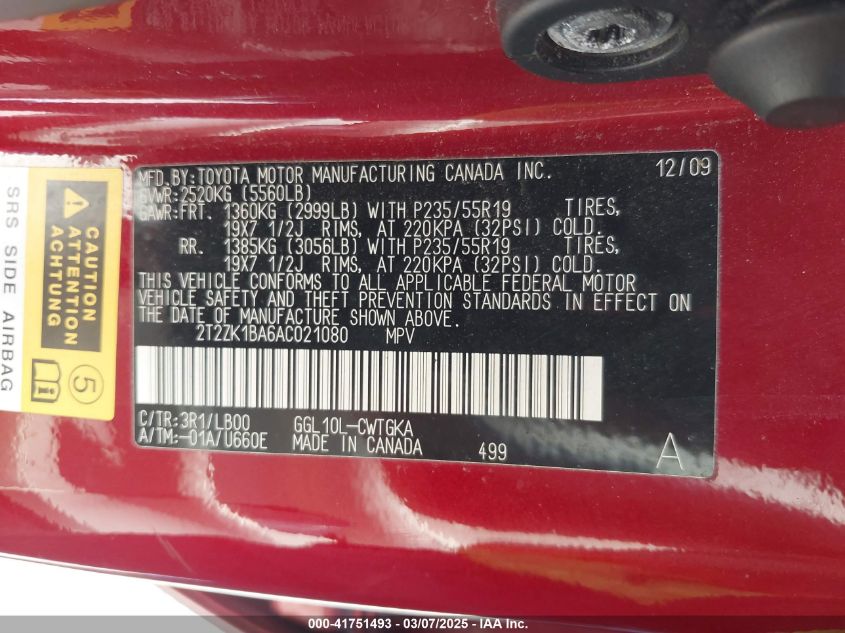 MFD.BY:TOYOTA MOTOR MANUFACTURING CANADA INC. 12/09
GVWR:2520KG (5560LB)
GAWR:FRT. 1360KG (2999LB) WITH P235/55R19 TIRES,
19X7 1/2J RIMS, AT 220KPA (32PSI) COLD.
RR. 1385KG (3056LB) WITH P235/55R19 TIRES,
19X7 1/2J RIMS, AT 220KPA (32PSI) COLD.
THIS VEHICLE CONFORMS TO ALL APPLICABLE FEDERAL MOTOR
VEHICLE SAFETY AND THEFT PREVENTION STANDARDS IN EFFECT ON
THE DATE OF MANUFACTURE SHOWN ABOVE.
2T2ZK1BA6AC021080 MPV
C/TR:3R1/LB00 GGL10L-CWTGKA
A/TM:-01A/U660E MADE IN CANADA 499 A
SRS SIDE AIRBAG
CAUTION
ATTENTION
ACHTUNG
5
000-41751493 - 03/07/2025 - IAA Inc.